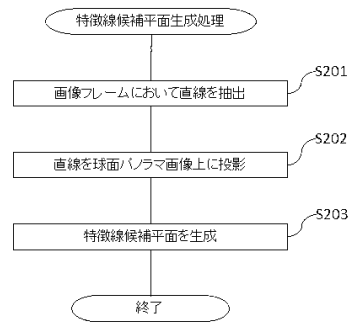 特徴線候補平面生成処理
S201
画像フレームにおいて直線を抽出
S202
直線を球面パノラマ画像上に投影
S203
特徴線候補平面を生成
終了